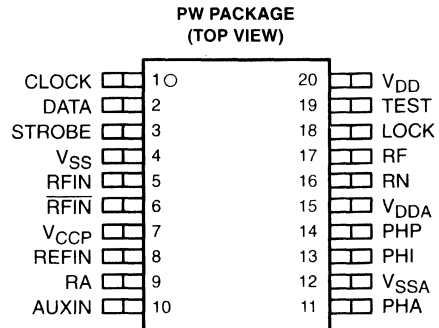 PW PACKAGE
(TOP VIEW)
CLOCK 1 20 VDD
DATA 2 19 TEST
STROBE 3 18 LOCK
VSS 4 17 RF
RFIN 5 16 RN
RFIN 6 15 VDDA
VCCP 7 14 PHP
REFIN 8 13 PHI
RA 9 12 VSSA
AUXIN 10 11 PHA